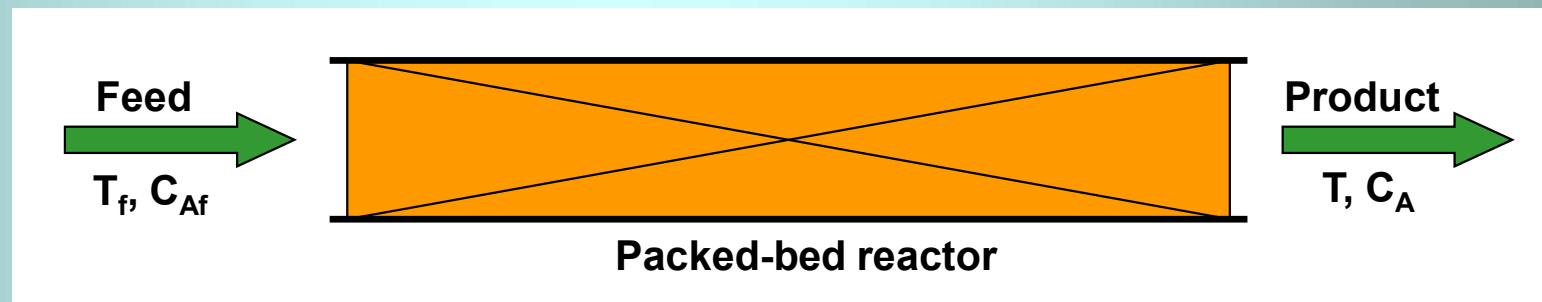 Feed
T_f, C_Af
Product
T, C_A
Packed-bed reactor